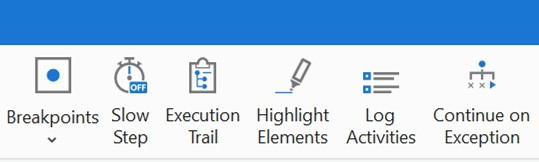 OFF
Breakpoints
Slow
Step
Execution
Trail
Highlight
Elements
Log
Activities
Continue on
Exception